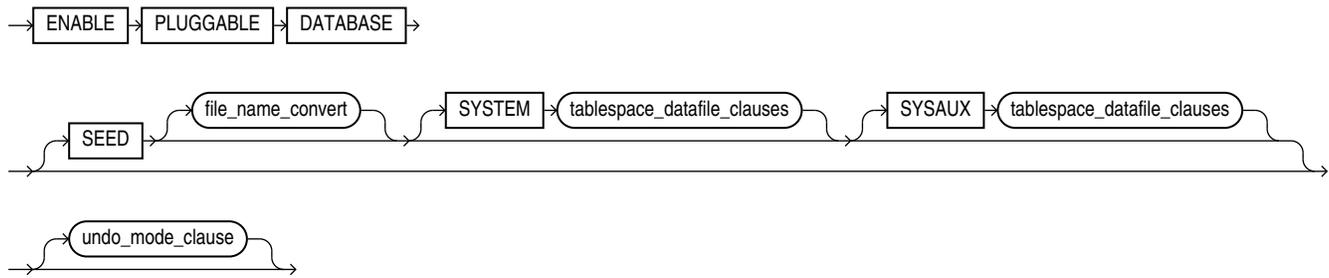 ENABLE PLUGGABLE DATABASE
file_name_convert SYSTEM tablespace_datafile_clauses SYSAUX tablespace_datafile_clauses
SEED
undo_mode_clause